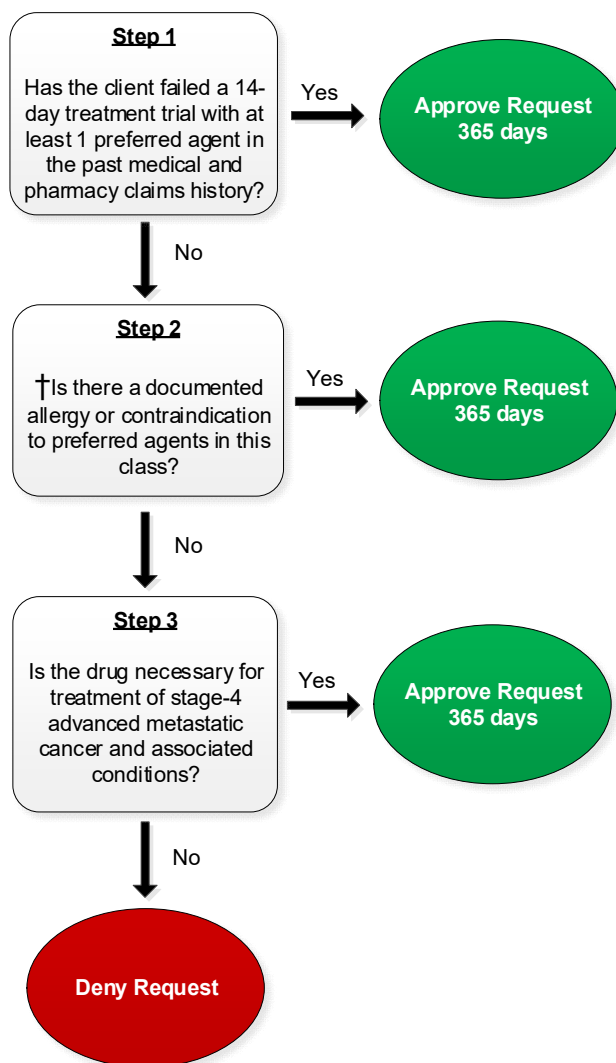 Step 1
Has the client failed a 14-
day treatment trial with at
least 1 preferred agent in
the past medical and
pharmacy claims history?
Yes
Approve Request
365 days
No
Step 2
†Is there a documented
allergy or contraindication
to preferred agents in this
class?
Yes
Approve Request
365 days
No
Step 3
Is the drug necessary for
treatment of stage-4
advanced metastatic
cancer and associated
conditions?
Yes
Approve Request
365 days
No
Deny Request